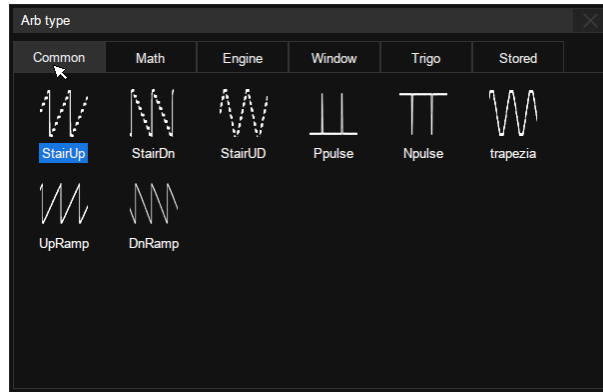 Arb type
Common Math Engine Window Trigo Stored
StairUp StairDn StairUD Ppulse Npulse trapezia
UpRamp DnRamp